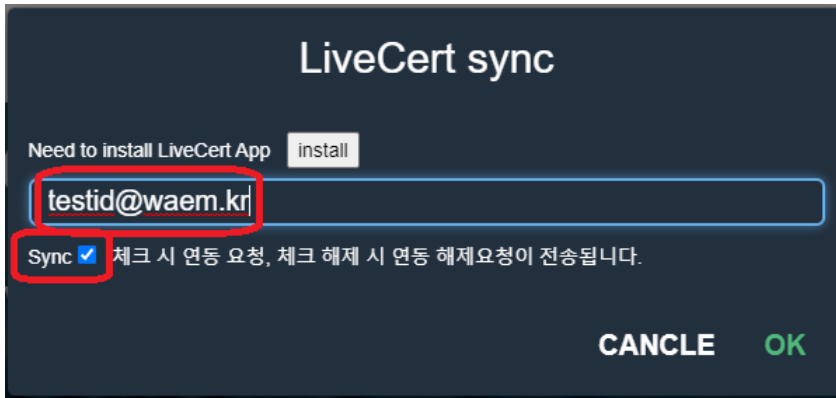 LiveCert sync
Need to install LiveCert App install
testid@waem.kr
Sync 체크 시 연동 요청, 체크 해제 시 연동 해제요청이 전송됩니다.
CANCLE OK